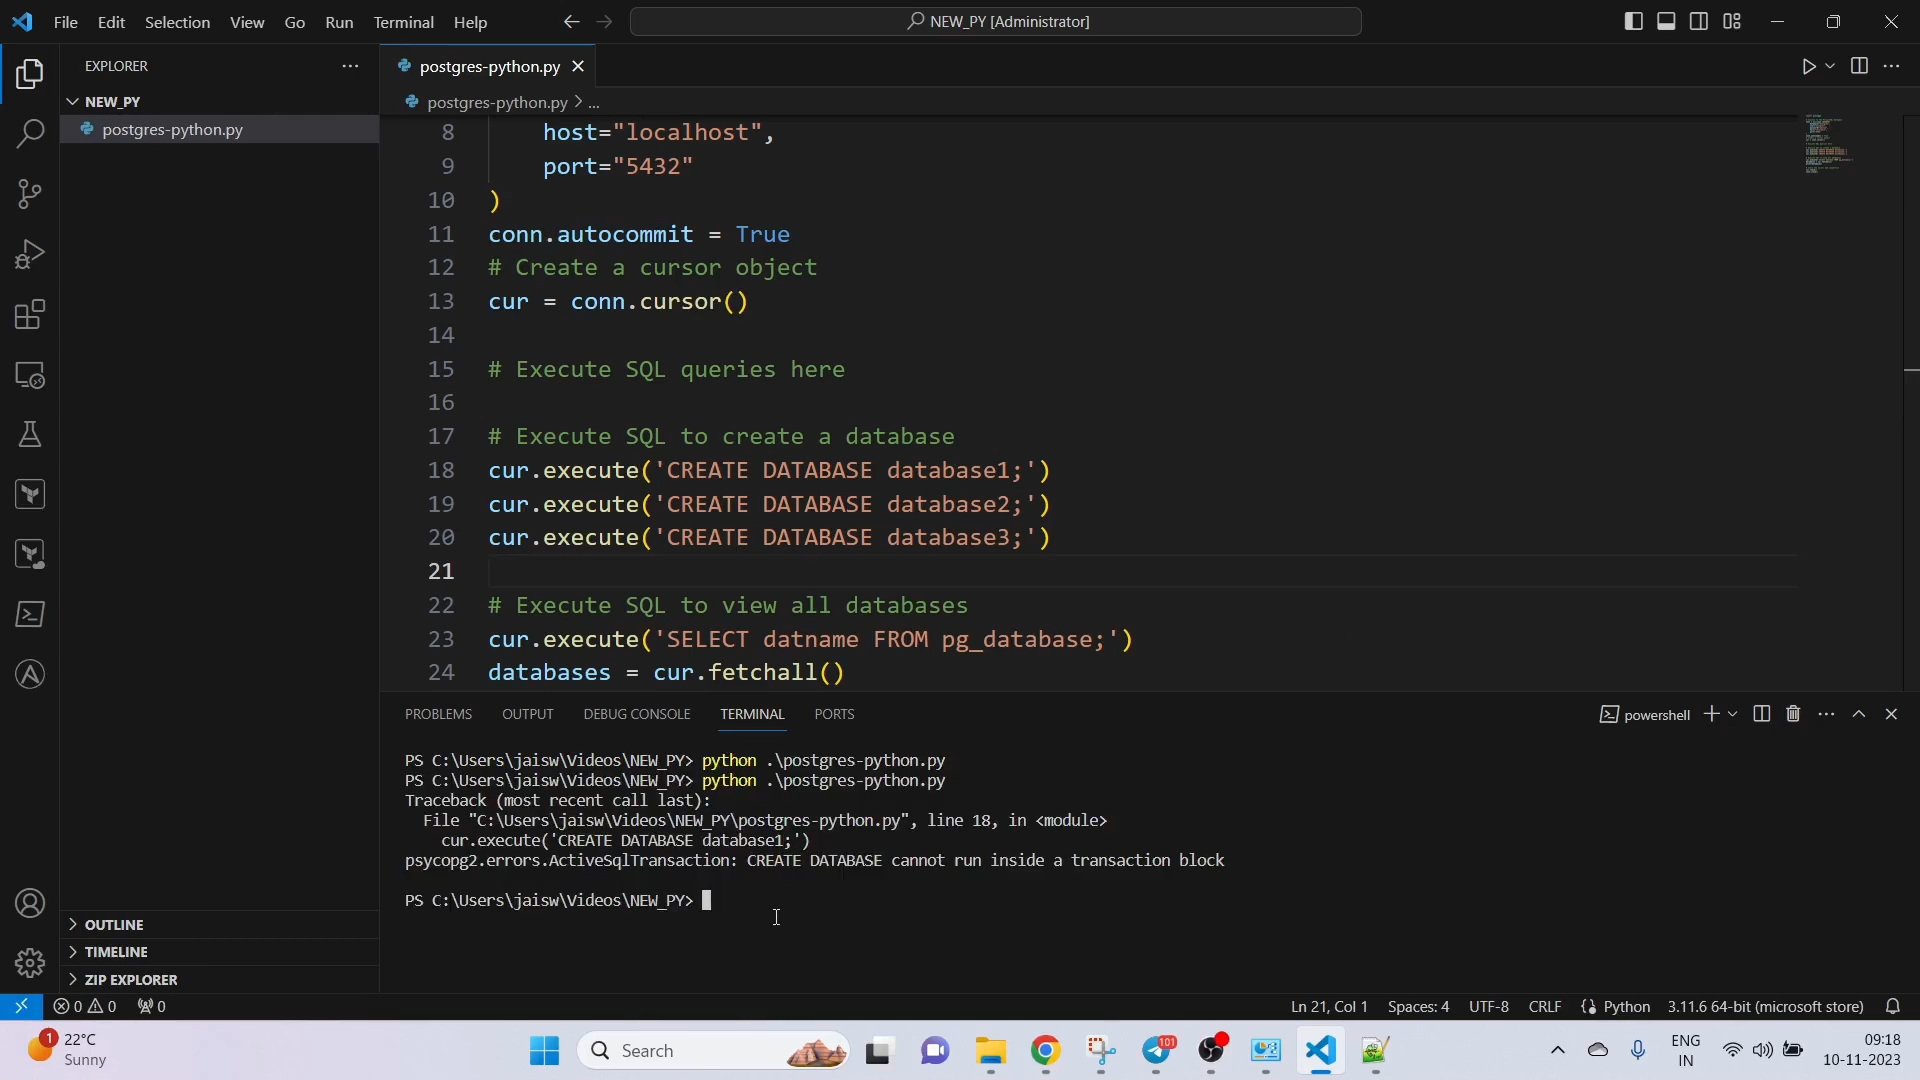 File Edit Selection View Go Run Terminal Help
NEW_PY [Administrator]
EXPLORER
NEW_PY
postgres-python.py
postgres-python.py
postgres-python.py > ...
8 host="localhost",
9 port="5432"
10 )
11 conn.autocommit = True
12 # Create a cursor object
13 cur = conn.cursor()
14
15 # Execute SQL queries here
16
17 # Execute SQL to create a database
18 cur.execute('CREATE DATABASE database1;')
19 cur.execute('CREATE DATABASE database2;')
20 cur.execute('CREATE DATABASE database3;')
21
22 # Execute SQL to view all databases
23 cur.execute('SELECT datname FROM pg_database;')
24 databases = cur.fetchall()
PROBLEMS OUTPUT DEBUG CONSOLE TERMINAL PORTS
powershell
PS C:\Users\jaisw\Videos\NEW_PY> python .\postgres-python.py
PS C:\Users\jaisw\Videos\NEW_PY> python .\postgres-python.py
Traceback (most recent call last):
File "C:\Users\jaisw\Videos\NEW_PY\postgres-python.py", line 18, in <module>
cur.execute('CREATE DATABASE database1;')
psycopg2.errors.ActiveSqlTransaction: CREATE DATABASE cannot run inside a transaction block
PS C:\Users\jaisw\Videos\NEW_PY>
OUTLINE
TIMELINE
ZIP EXPLORER
0 0 0
Ln 21, Col 1 Spaces: 4 UTF-8 CRLF {} Python 3.11.6 64-bit (microsoft store)
1
22°C
Sunny
Search
101
ENG
IN
09:18
10-11-2023